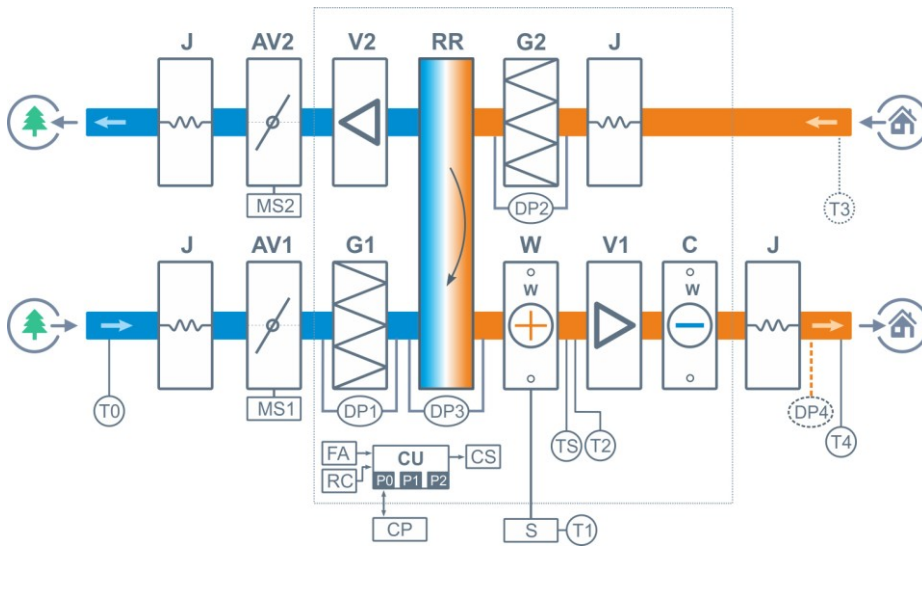 J AV2 V2 RR G2 J
MS2
DP2
T3
J AV1 G1 W V1 C J
W
W
T0
MS1
DP1
DP3
TS
T2
DP4
T4
FA
CU
CS
RC
P0 P1 P2
CP
S
T1